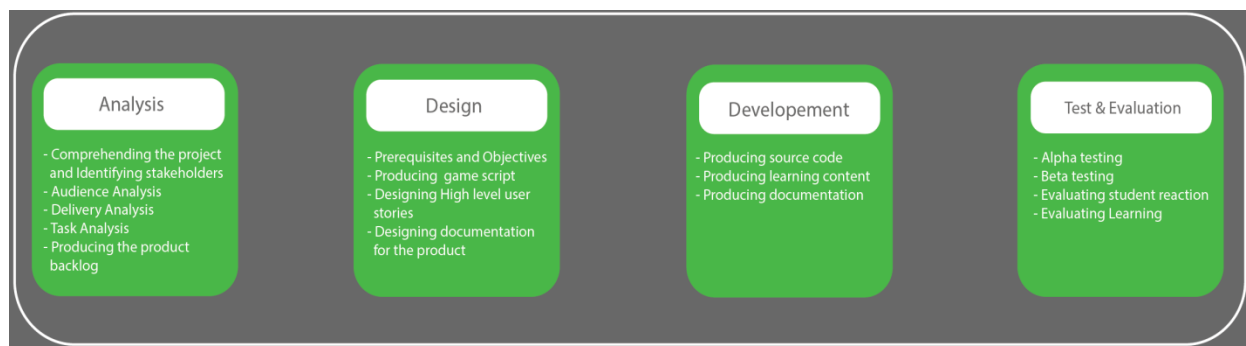 Analysis
- Comprehending the project
and Identifying stakeholders
- Audience Analysis
- Delivery Analysis
- Task Analysis
- Producing the product
backlog
Design
- Prerequisites and Objectives
- Producing game script
- Designing High level user
stories
- Designing documentation
for the product
Developement
- Producing source code
- Producing learning content
- Producing documentation
Test & Evaluation
- Alpha testing
- Beta testing
- Evaluating student reaction
- Evaluating Learning